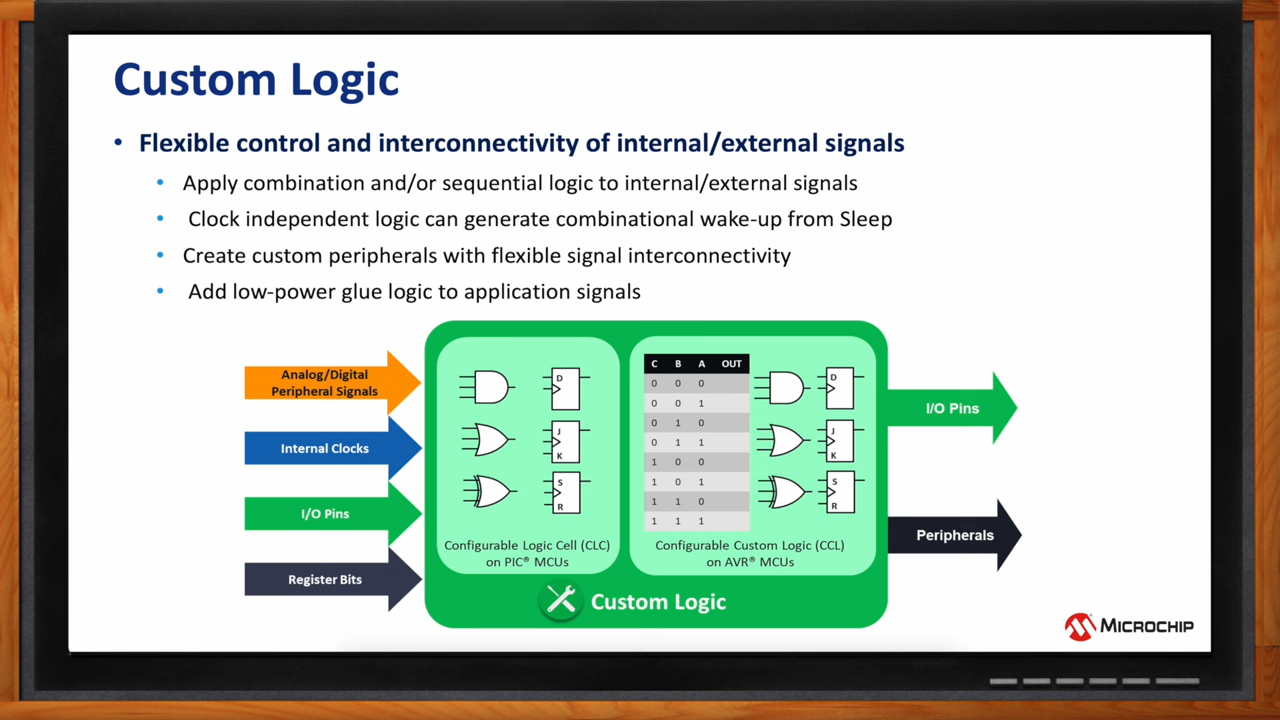 Custom Logic
• Flexible control and interconnectivity of internal/external signals
• Apply combination and/or sequential logic to internal/external signals
• Clock independent logic can generate combinational wake-up from Sleep
• Create custom peripherals with flexible signal interconnectivity
• Add low-power glue logic to application signals
Analog/Digital
Peripheral Signals
Internal Clocks
I/O Pins
Register Bits
D
J
K
S
R
Configurable Logic Cell (CLC)
on PIC® MCUs
C B A OUT
0 0 0
0 0 1
0 1 0
0 1 1
1 0 0
1 0 1
1 1 0
1 1 1
D
J
K
S
R
Configurable Custom Logic (CCL)
on AVR® MCUs
Custom Logic
I/O Pins
Peripherals
MICROCHIP